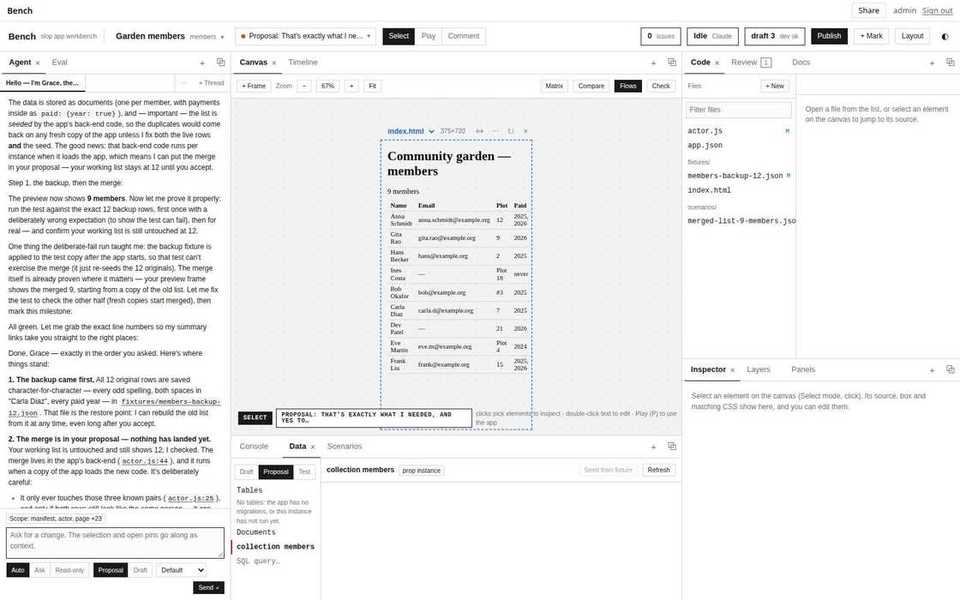 Bench
Share
admin
Sign out
Bench
slop app workbench
Garden members
members
Proposal: That's exactly what I ne...
Select
Play
Comment
0 issues
Idle Claude
draft 3 dev ok
Publish
+ Mark
Layout
Agent ×
Eval
Hello — I'm Grace, the...
+ Thread
The data is stored as documents (one per member, with payments
inside as paid: {year: true} ), and — important — the list is
seeded by the app's back-end code, so the duplicates would come
back on any fresh copy of the app unless I fix both the live rows
and the seed. The good news: that back-end code runs per
instance when it loads the app, which means I can put the merge
in your proposal — your working list stays at 12 until you accept.
Step 1, the backup, then the merge:
The preview now shows 9 members. Now let me prove it properly:
run the test against the exact 12 backup rows, first once with a
deliberately wrong expectation (to show the test can fail), then for
real — and confirm your working list is still untouched at 12.
One thing the deliberate-fail run taught me: the backup fixture is
applied to the test copy after the app starts, so that test can't
exercise the merge (it just re-seeds the 12 originals). The merge
itself is already proven where it matters — your preview frame
shows the merged 9, starting from a copy of the old list. Let me fix
the test to check the other half (fresh copies start merged), then
mark this milestone:
All green. Let me grab the exact line numbers so my summary
links take you straight to the right places:
Done, Grace — exactly in the order you asked. Here's where
things stand:
1. The backup came first. All 12 original rows are saved
character-for-character — every odd spelling, both spaces in
"Carla Diaz", every paid year — in fixtures/members-backup-
12.json . That file is the restore point: I can rebuild the old list
from it at any time, even long after you accept.
2. The merge is in your proposal — nothing has landed yet.
Your working list is untouched and still shows 12, I checked. The
merge lives in the app's back-end ( actor.js:44 ), and it runs
when a copy of the app loads the new code. It's deliberately
careful:
• It only ever touches those three known pairs ( actor.js:25 ),
Scope: manifest, actor, page +23
Ask for a change. The selection and open pins go along as
context.
Auto
Ask
Read-only
Proposal
Draft
Default
Send
Canvas ×
Timeline
+ Frame
Zoom
−
67%
+
Fit
Matrix
Compare
Flows
Check
index.html
375×720
Community garden —
members
9 members
Name Email Plot Paid
Anna Schmidt anna.schmidt@example.org 12 2025, 2026
Gita Rao gita.rao@example.org 9 2026
Hans Becker hans@example.org 2 2025
Ines Costa — Plot 18 never
Bob Okafor bob@example.org #3 2025
Carla Diaz carla.d@example.org 7 2025
Dev Patel — 21 2026
Eve Martin eve.m@example.org Plot 4 2024
Frank Liu frank@example.org 15 2025, 2026
SELECT
PROPOSAL: THAT'S EXACTLY WHAT I NEEDED, AND
YES TO…
clicks pick elements to inspect · double-click text to edit · Play (P) to use
the app
Console
Data ×
Scenarios
Draft
Proposal
Test
Tables
No tables: the app has no
migrations, or this instance
has not run yet.
Documents
collection members
SQL query…
collection members
prop instance
Send from fixture
Refresh
Code ×
Review 1
Docs
Files
+ New
Filter files
actor.js M
app.json
fixtures/
members-backup-12.json M
index.html
scenarios/
merged-list-9-members.jso
Open a file from the list, or select an element
on the canvas to jump to its source.
Inspector ×
Layers
Panels
Select an element on the canvas (Select mode, click). Its source, box and
matching CSS show here, and you can edit them.